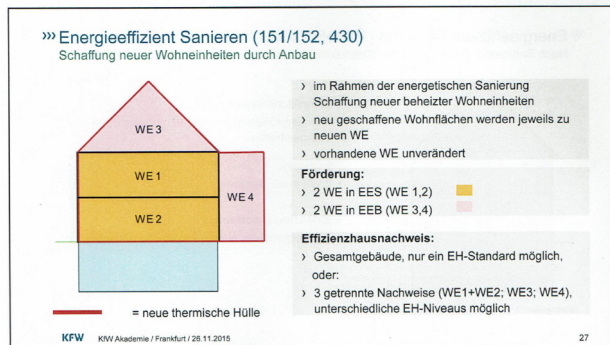 ››› Energieeffizient Sanieren (151/152, 430)
Schaffung neuer Wohneinheiten durch Anbau
WE 3
WE 1
WE 4
WE 2
= neue thermische Hülle
› im Rahmen der energetischen Sanierung
Schaffung neuer beheizter Wohneinheiten
› neu geschaffene Wohnflächen werden jeweils zu
neuen WE
› vorhandene WE unverändert
Förderung:
› 2 WE in EES (WE 1,2)
› 2 WE in EEB (WE 3,4)
Effizienzhausnachweis:
› Gesamtgebäude, nur ein EH-Standard möglich,
oder:
› 3 getrennte Nachweise (WE1+WE2; WE3; WE4),
unterschiedliche EH-Niveaus möglich
KFW KfW Akademie / Frankfurt / 26.11.2015
27